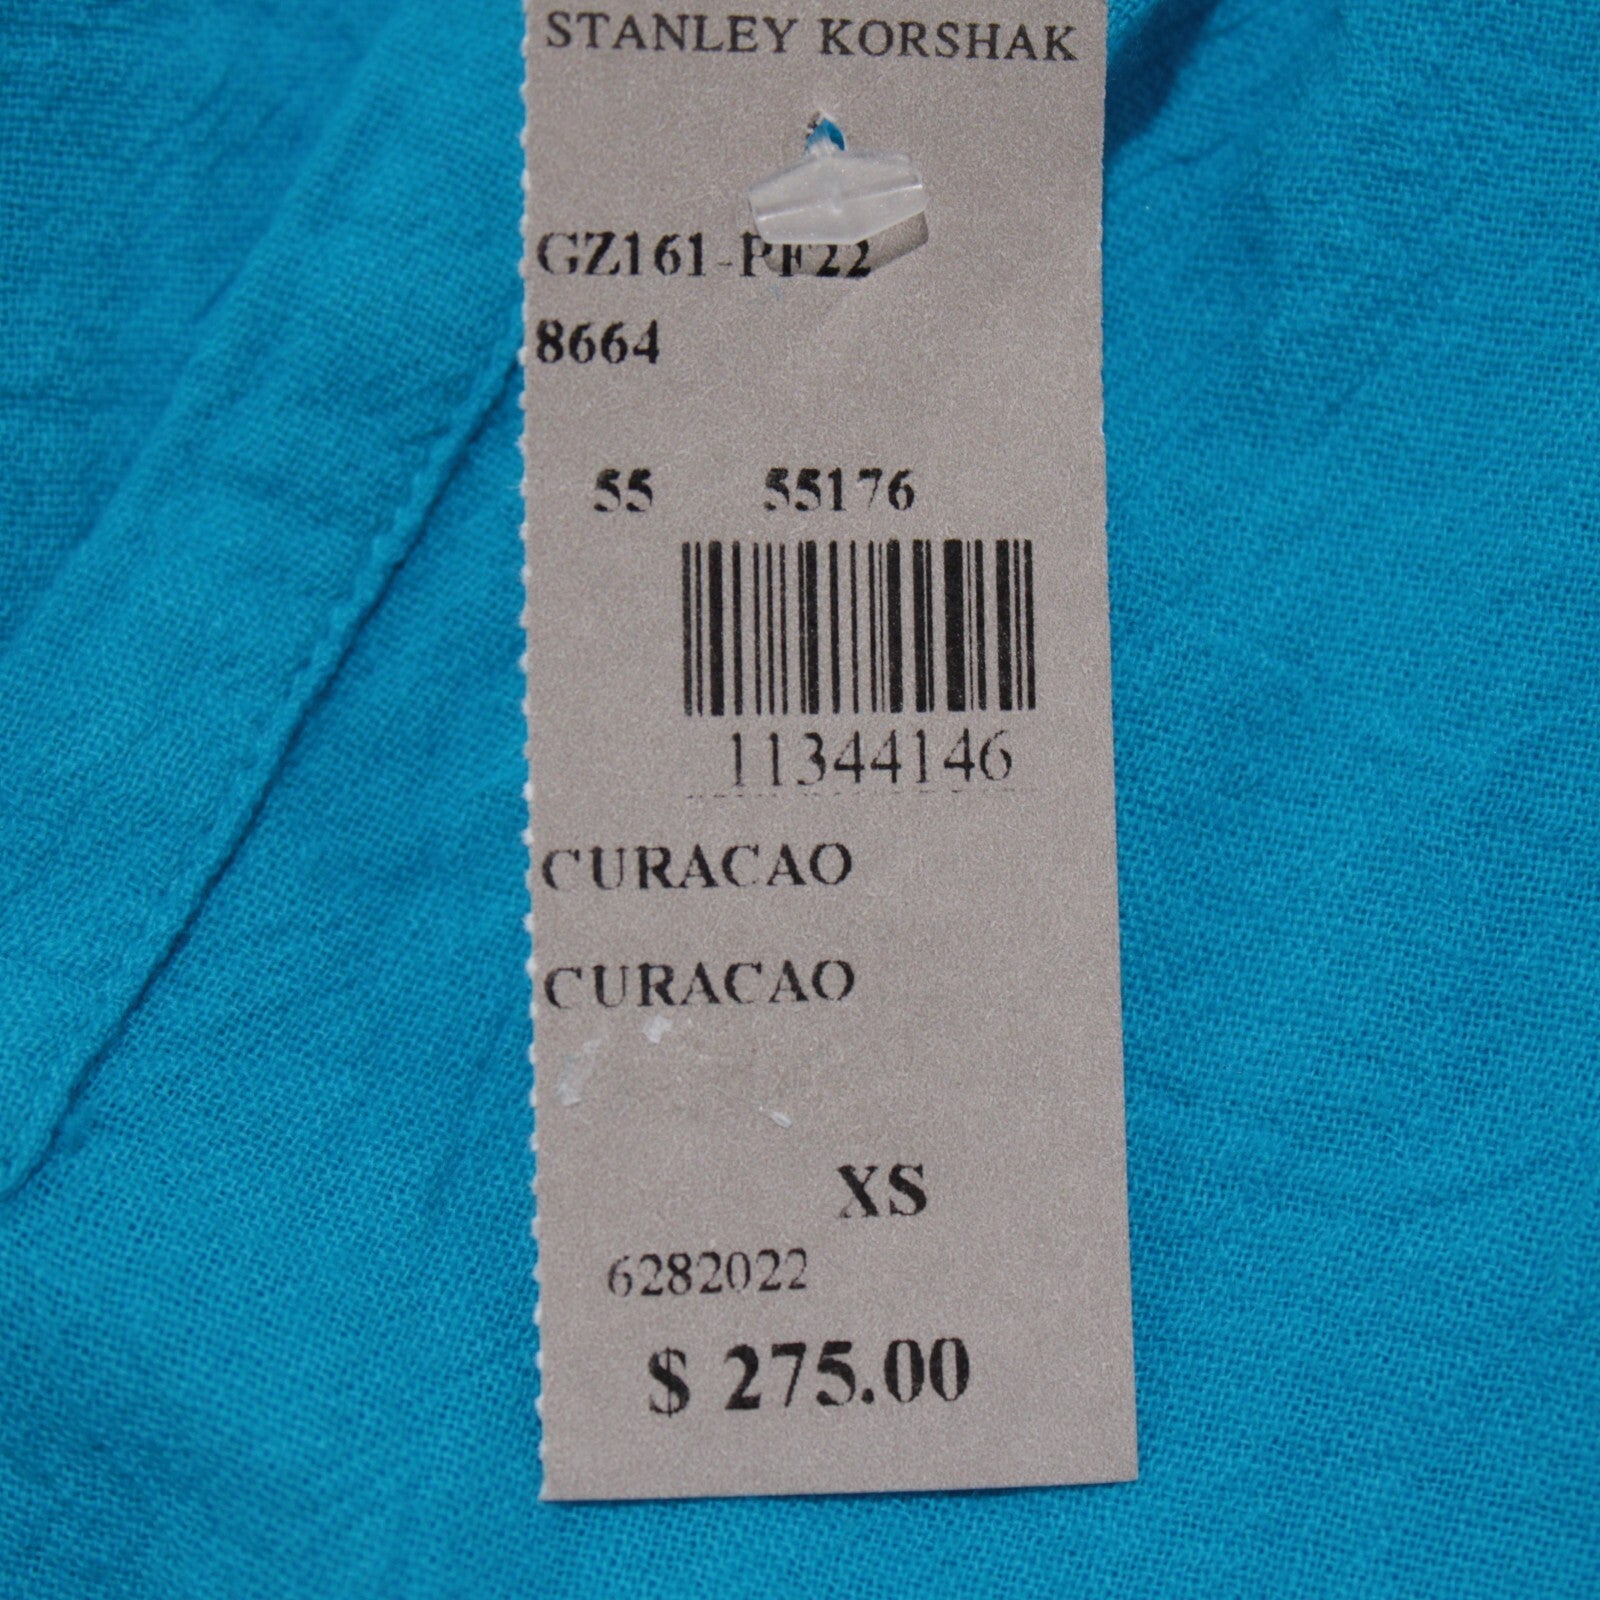 STANLEY KORSHAK
GZ161-PF22
8664
55 55176
11344146
CURACAO
CURACAO
XS
6282022
$ 275.00